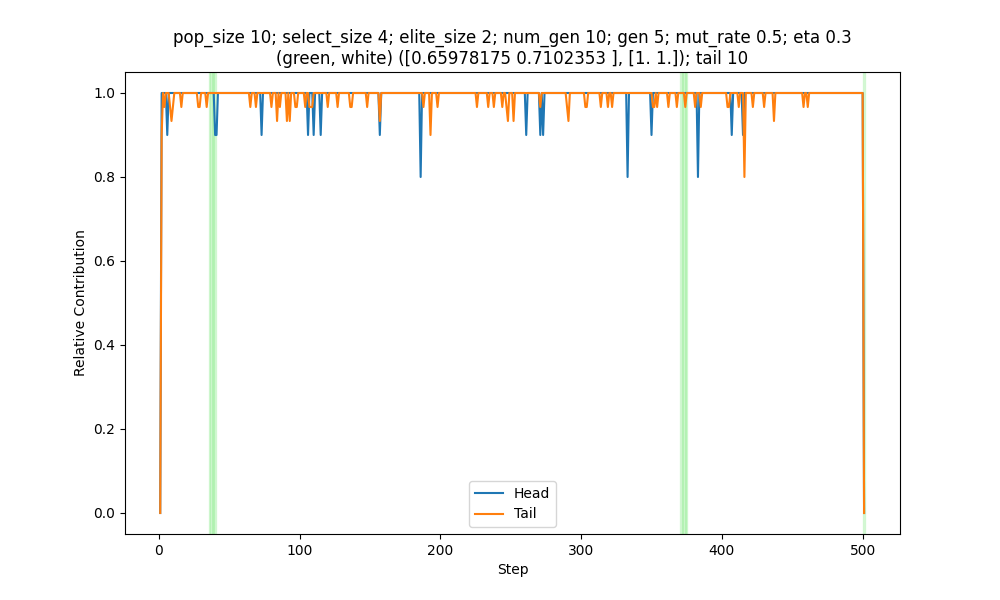 pop_size 10; select_size 4; elite_size 2; num_gen 10; gen 5; mut_rate 0.5; eta 0.3
(green, white) ([0.65978175 0.7102353 ], [1. 1.]); tail 10
1.0
0.8
0.6
0.4
0.2
0.0
Relative Contribution
Head
Tail
0
100
200
300
400
500
Step